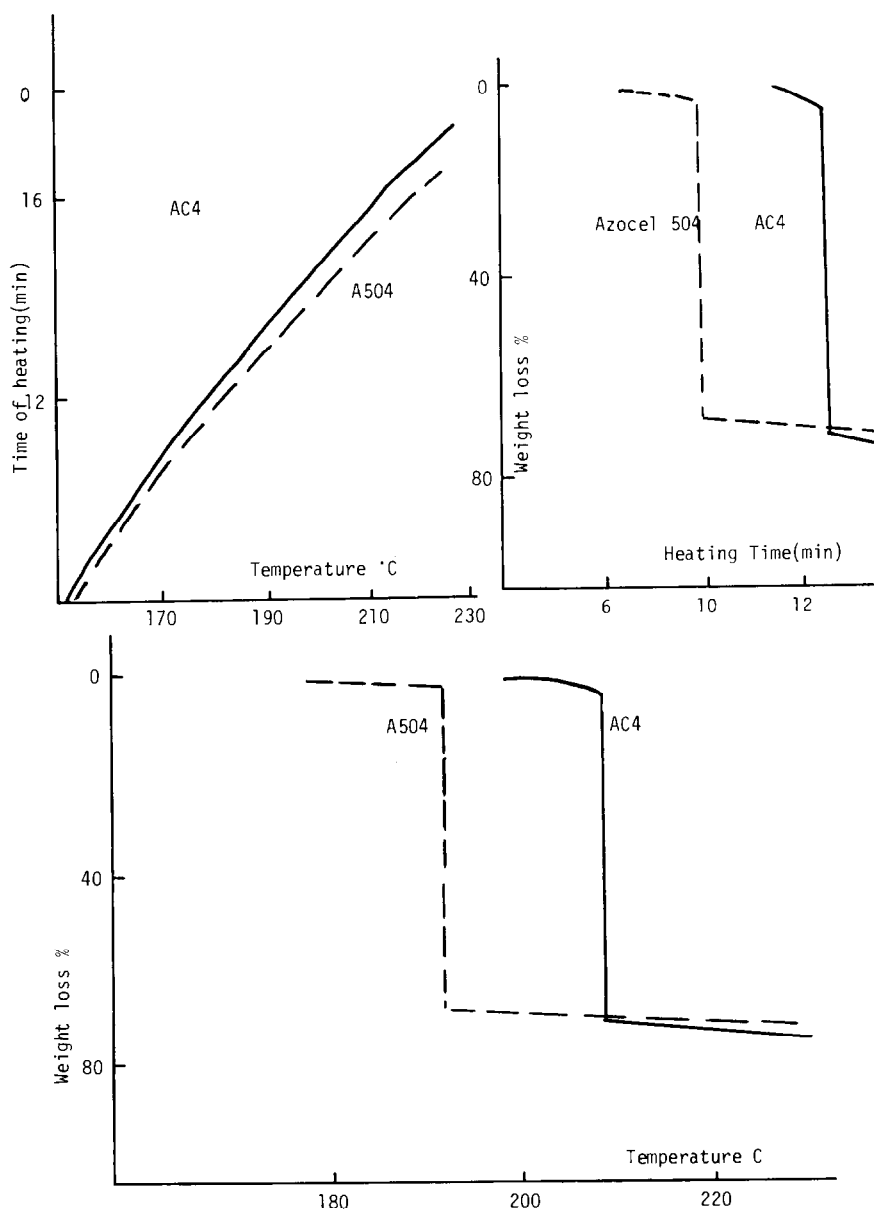 0
16
12
Time of heating(min)
AC4
A504
Temperature °C
170
190
210
230
0
40
80
Weight loss %
Azocel 504
AC4
Heating Time(min)
6
10
12
0
40
80
Weight loss %
A504
AC4
Temperature C
180
200
220